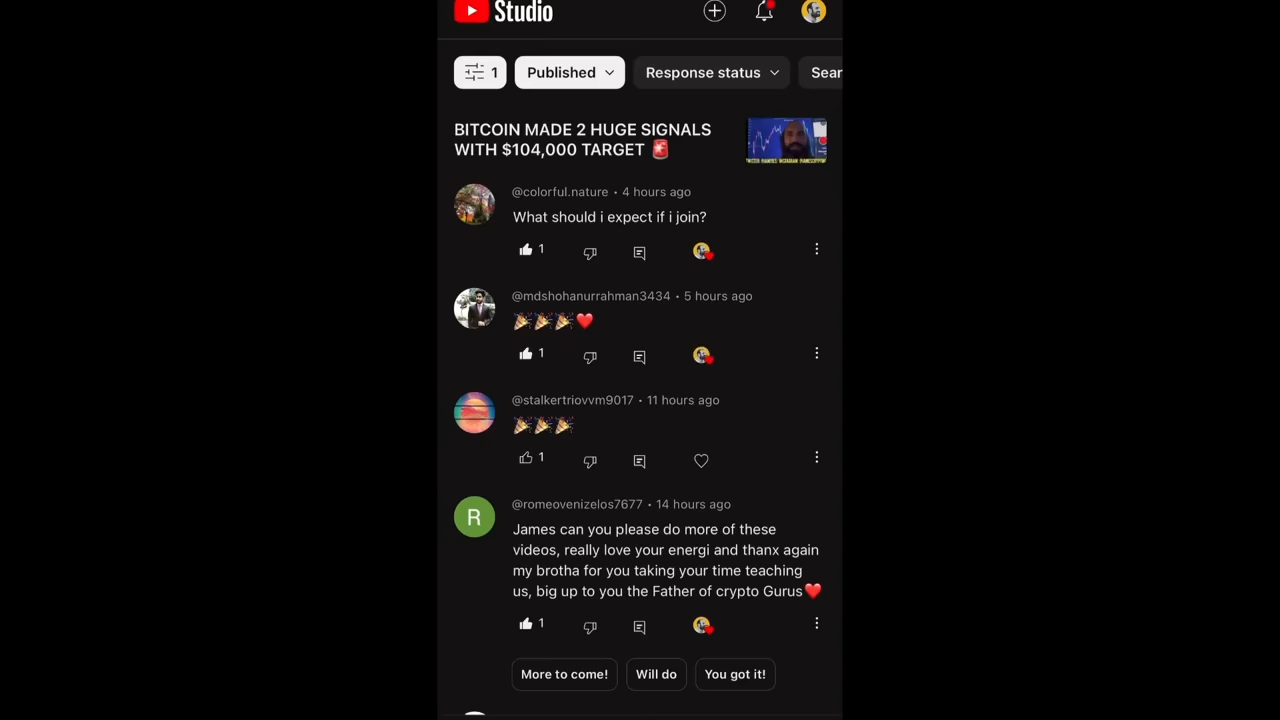 Studio
1 Published Response status Sear
BITCOIN MADE 2 HUGE SIGNALS
WITH $104,000 TARGET 🚨
@colorful.nature • 4 hours ago
What should i expect if i join?
1
@mdshohanurrahman3434 • 5 hours ago
🎉🎉🎉❤️
1
@stalkertriovvm9017 • 11 hours ago
🎉🎉🎉
1
R
@romeovenizelos7677 • 14 hours ago
James can you please do more of these
videos, really love your energi and thanx again
my brotha for you taking your time teaching
us, big up to you the Father of crypto Gurus❤️
1
More to come! Will do You got it!